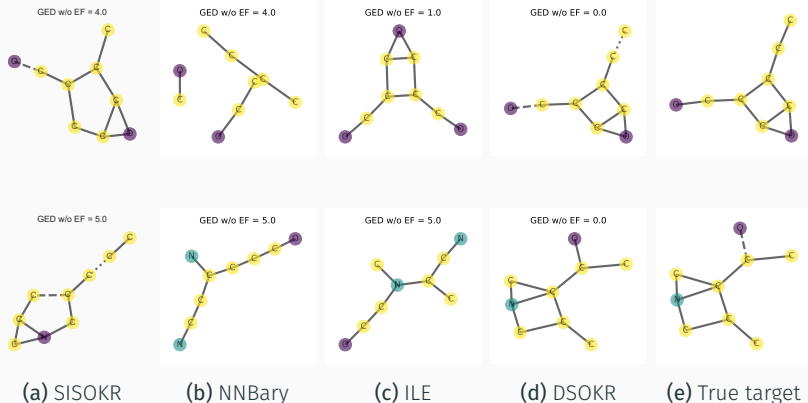 GED w/o EF = 4.0
GED w/o EF = 4.0
GED w/o EF = 1.0
GED w/o EF = 0.0
GED w/o EF = 5.0
GED w/o EF = 5.0
GED w/o EF = 5.0
GED w/o EF = 0.0
(a) SISOKR
(b) NNBary
(c) ILE
(d) DSOKR
(e) True target